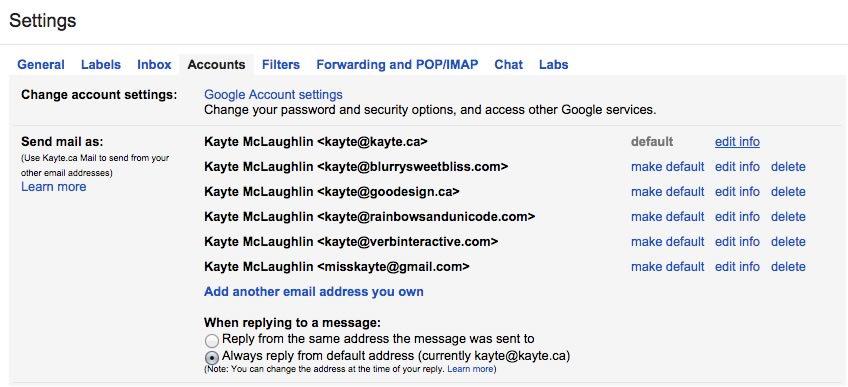 Settings
General Labels Inbox Accounts Filters Forwarding and POP/IMAP Chat Labs
Change account settings: Google Account settings
Change your password and security options, and access other Google services.
Send mail as: Kayte McLaughlin <kayte@kayte.ca> default edit info
(Use Kayte.ca Mail to send from your
other email addresses)
Learn more
Kayte McLaughlin <kayte@blurrysweetbliss.com> make default edit info delete
Kayte McLaughlin <kayte@goodesign.ca> make default edit info delete
Kayte McLaughlin <kayte@rainbowsandunicode.com> make default edit info delete
Kayte McLaughlin <kayte@verbinteractive.com> make default edit info delete
Kayte McLaughlin <misskayte@gmail.com> make default edit info delete
Add another email address you own
When replying to a message:
Reply from the same address the message was sent to
Always reply from default address (currently kayte@kayte.ca)
(Note: You can change the address at the time of your reply. Learn more)